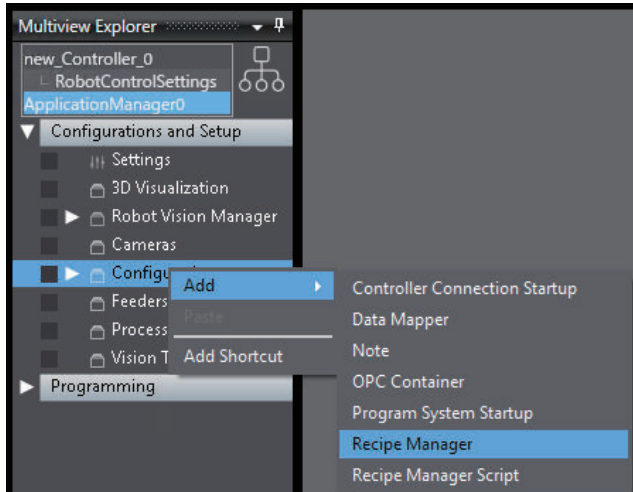 Multiview Explorer
new_Controller_0
RobotControlSettings
ApplicationManager0
Configurations and Setup
Settings
3D Visualization
Robot Vision Manager
Cameras
Configu
Feeders
Process
Vision T
Programming
Add
Paste
Add Shortcut
Controller Connection Startup
Data Mapper
Note
OPC Container
Program System Startup
Recipe Manager
Recipe Manager Script